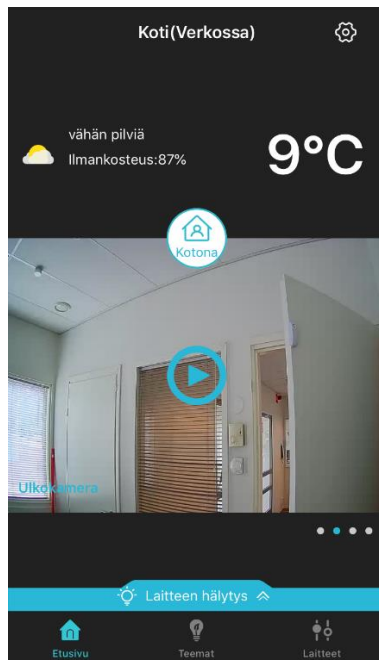 Koti(Verkossa)
vähän pilviä
Ilmankosteus:87%
9°C
Kotona
Ulkokamera
Laitteen hälytys
Etusivu
Teemat
Laitteet